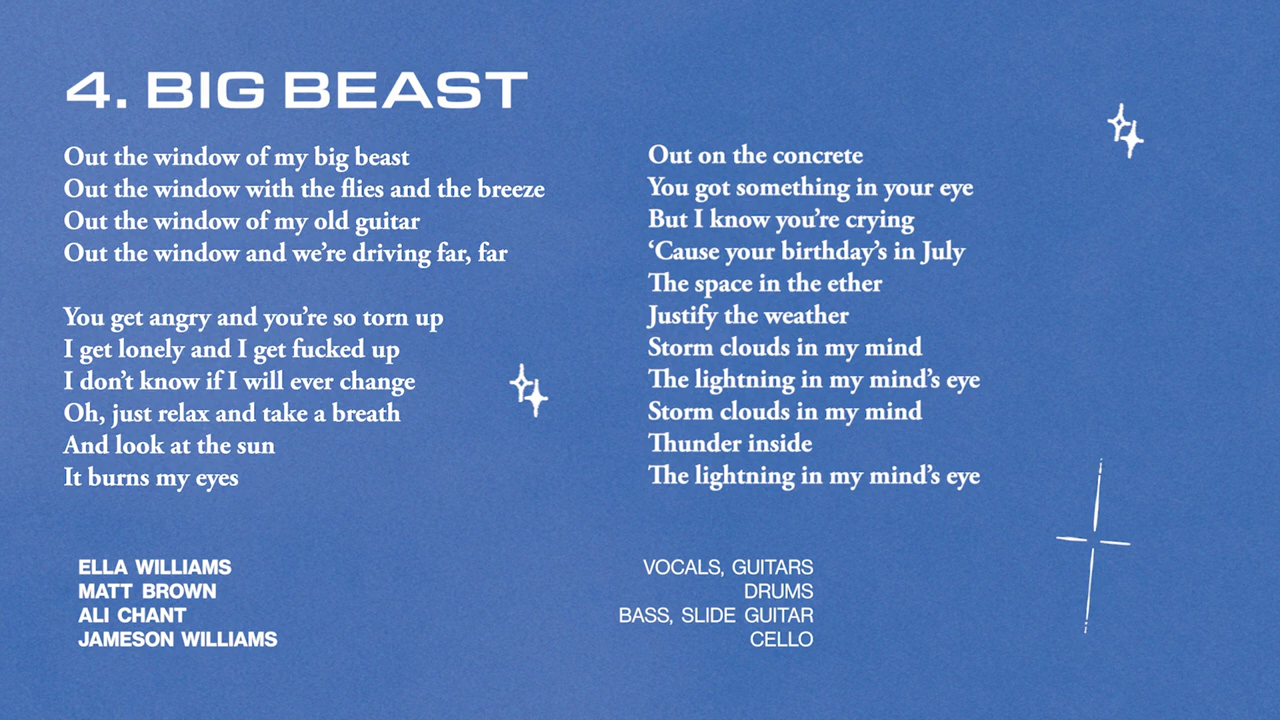 4. BIG BEAST
Out the window of my big beast
Out the window with the flies and the breeze
Out the window of my old guitar
Out the window and we’re driving far, far
You get angry and you’re so torn up
I get lonely and I get fucked up
I don’t know if I will ever change
Oh, just relax and take a breath
And look at the sun
It burns my eyes
Out on the concrete
You got something in your eye
But I know you’re crying
‘Cause your birthday’s in July
The space in the ether
Justify the weather
Storm clouds in my mind
The lightning in my mind’s eye
Storm clouds in my mind
Thunder inside
The lightning in my mind’s eye
ELLA WILLIAMS VOCALS, GUITARS
MATT BROWN DRUMS
ALI CHANT BASS, SLIDE GUITAR
JAMESON WILLIAMS CELLO